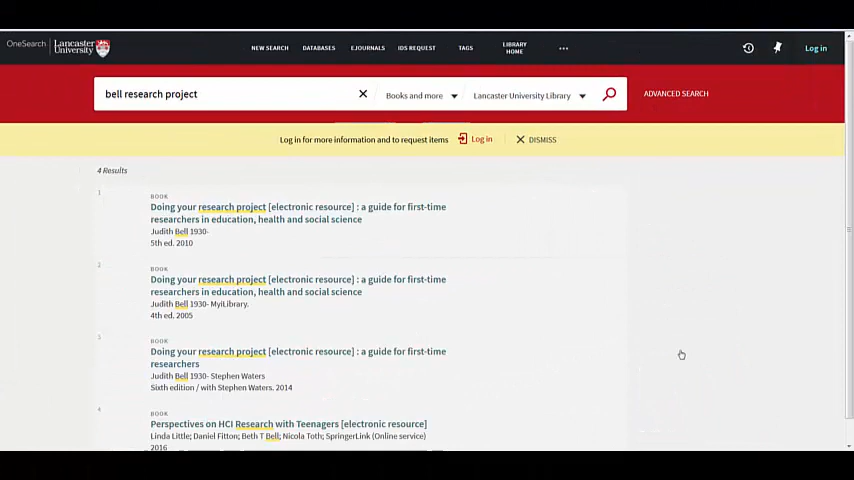 OneSearch Lancaster University
NEW SEARCH DATABASES EJOURNALS IDS REQUEST TAGS LIBRARY HOME ••• Log in
bell research project Books and more Lancaster University Library ADVANCED SEARCH
Log in for more information and to request items Log in DISMISS
4 Results
1
BOOK
Doing your research project [electronic resource] : a guide for first-time
researchers in education, health and social science
Judith Bell 1930-
5th ed. 2010
2
BOOK
Doing your research project [electronic resource] : a guide for first-time
researchers in education, health and social science
Judith Bell 1930- MyiLibrary.
4th ed. 2005
3
BOOK
Doing your research project [electronic resource] : a guide for first-time
researchers
Judith Bell 1930- Stephen Waters
Sixth edition / with Stephen Waters. 2014
4
BOOK
Perspectives on HCI Research with Teenagers [electronic resource]
Linda Little; Daniel Fitton; Beth T Bell; Nicola Toth; SpringerLink (Online service)
2016